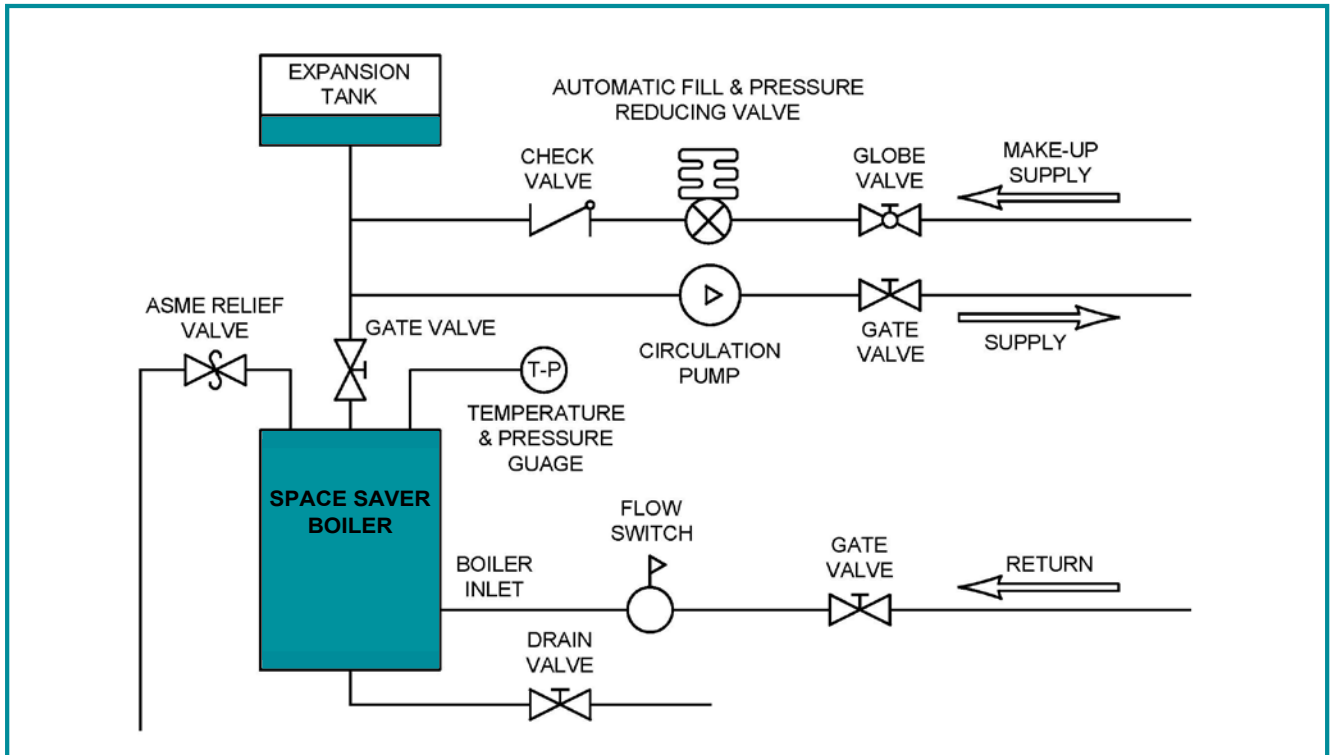 EXPANSION
TANK
AUTOMATIC FILL & PRESSURE
REDUCING VALVE
CHECK
VALVE
GLOBE
VALVE
MAKE-UP
SUPPLY
ASME RELIEF
VALVE
GATE VALVE
CIRCULATION
PUMP
GATE
VALVE
SUPPLY
T-P
TEMPERATURE
& PRESSURE
GUAGE
SPACE SAVER
BOILER
FLOW
SWITCH
BOILER
INLET
GATE
VALVE
RETURN
DRAIN
VALVE